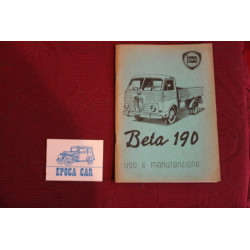 Beta 190
USO E MANUTENZIONE
EPOCA CAR